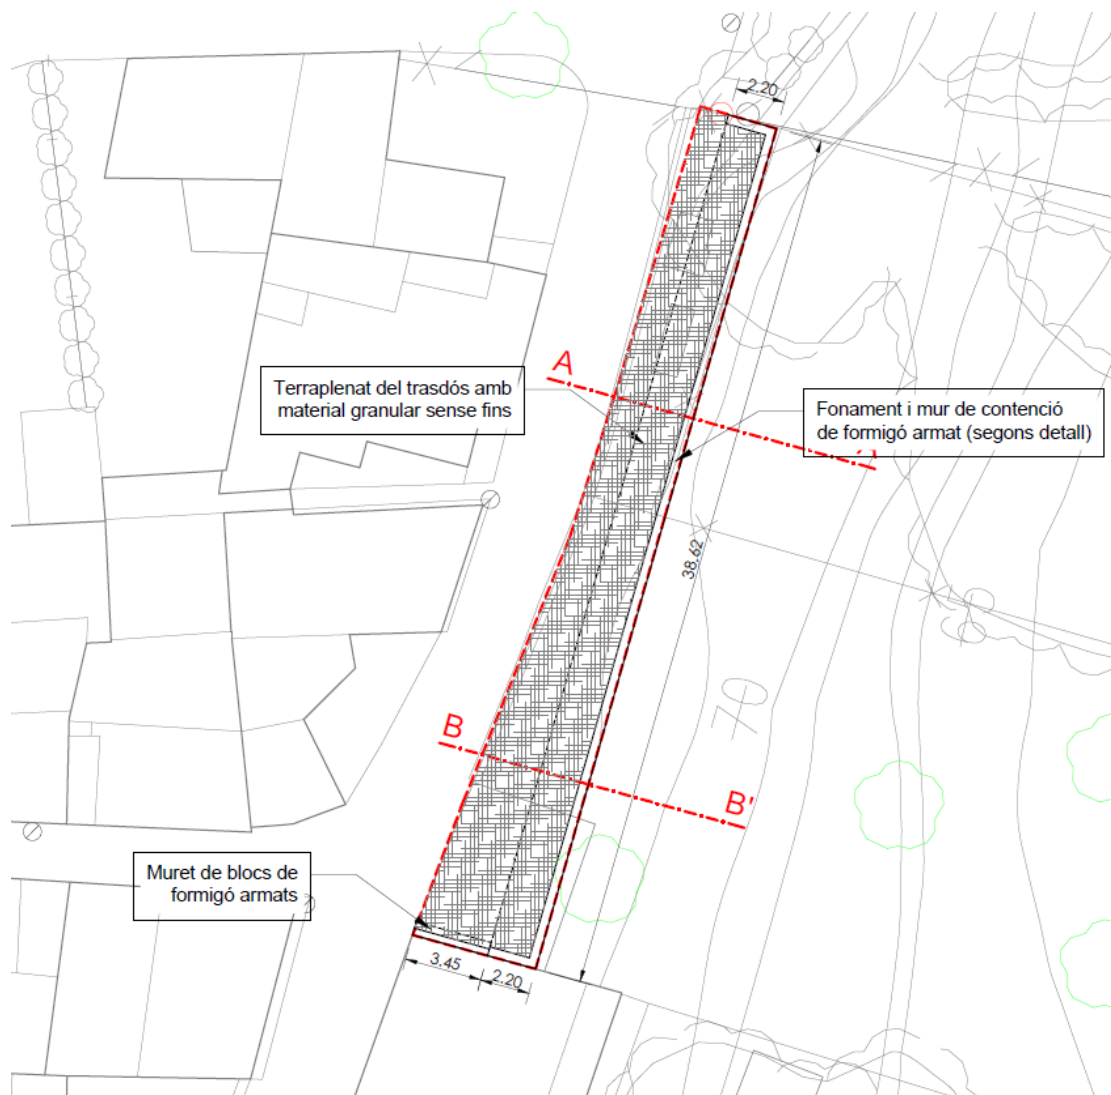 2.20
A
Terraplenat del trasdós amb
material granular sense fins
Fonament i mur de contenció
de formigó armat (segons detall)
38.62
70
B
B'
Muret de blocs de
formigó armats
3.45
2.20